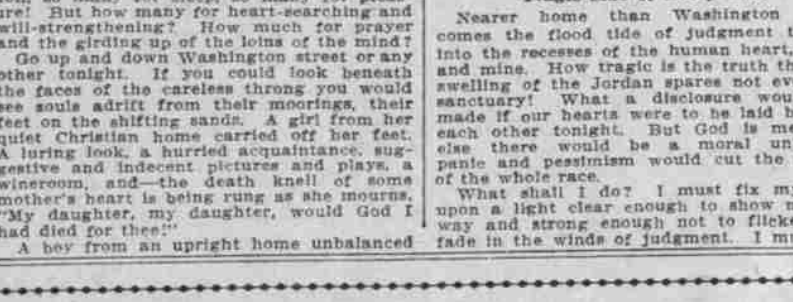 ure! But how many for heart-searching and
will-strengthening? How much for prayer
and the girding up of the loins of the mind?
Go up and down Washington street or any
other tonight. If you could look beneath
the faces of the careless throng you would
see souls adrift from their moorings, their
feet on the shifting sands. A girl from her
quiet Christian home carried off her feet.
A luring look, a hurried acquaintance, sug-
gestive and indecent pictures and plays, a
wineroom, and—the death knell of some
mother's heart is being rung as she mourns,
"My daughter, my daughter, would God I
had died for thee!"
A boy from an upright home unbalanced
Nearer home than Washington
comes the flood tide of judgment t
into the recesses of the human heart,
and mine. How tragic is the truth th
swelling of the Jordan spares not eve
sanctuary! What a disclosure wou
made if our hearts were to be laid b
each other tonight. But God is me
else there would be a moral un
panic and pessimism would cut the
of the whole race.
What shall I do? I must fix my
upon a light clear enough to show m
way and strong enough not to flicke
fade in the winds of judgment. I mu